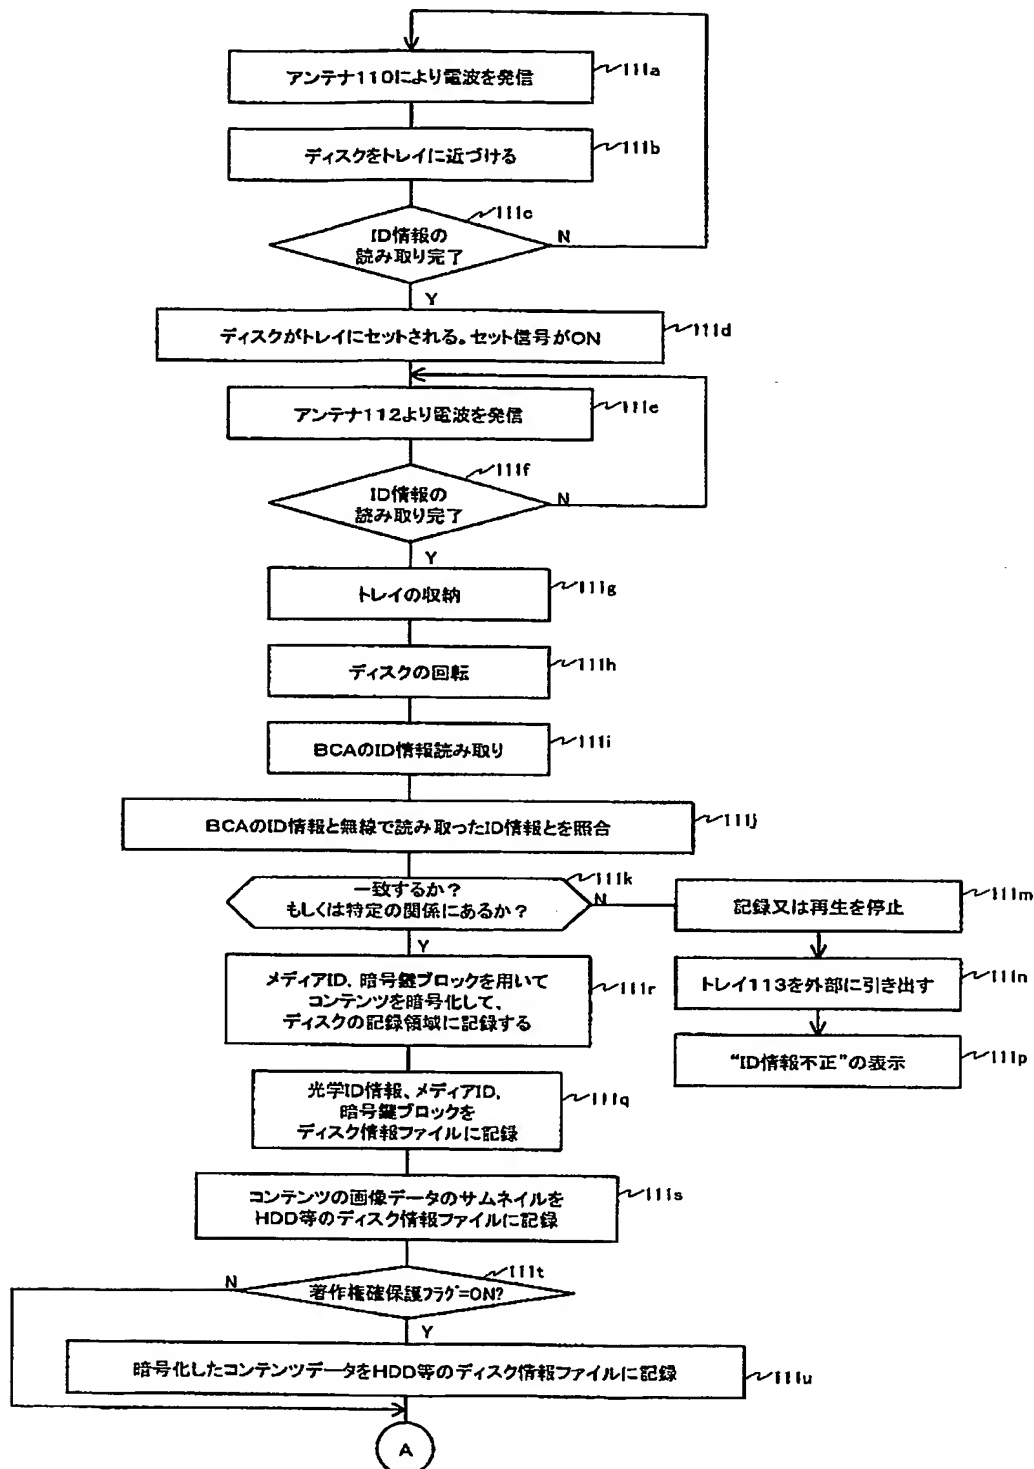 アンテナ110により電波を発信
111a
ディスクをトレイに近づける
111b
111c
ID情報の
読み取り完了
N
Y
ディスクがトレイにセットされる。セット信号がON
111d
アンテナ112より電波を発信
111e
111f
ID情報の
読み取り完了
N
Y
トレイの収納
111g
ディスクの回転
111h
BCAのID情報読み取り
111i
BCAのID情報と無線で読み取ったID情報とを照合
111j
111k
一致するか?
もしくは特定の関係にあるか?
N
Y
記録又は再生を停止
111m
トレイ113を外部に引き出す
111n
“ID情報不正”の表示
111p
メディアID、暗号鍵ブロックを用いて
コンテンツを暗号化して、
ディスクの記録領域に記録する
111r
光学ID情報、メディアID、
暗号鍵ブロックを
ディスク情報ファイルに記録
111q
コンテンツの画像データのサムネイルを
HDD等のディスク情報ファイルに記録
111s
111t
著作権確保護フラグ=ON?
N
Y
暗号化したコンテンツデータをHDD等のディスク情報ファイルに記録
111u
A